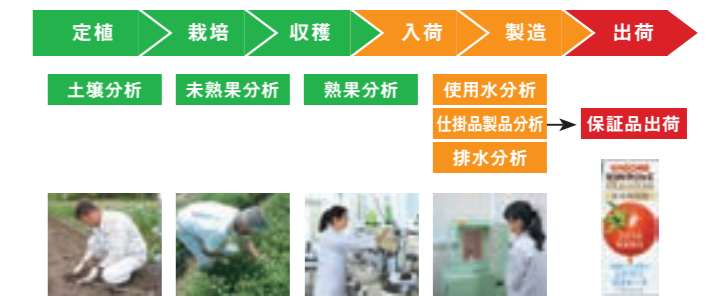 定植 栽培 収穫 入荷 製造 出荷
土壌分析 未熟果分析 熟果分析 使用水分析
仕掛品製品分析 保証品出荷
排水分析
KAGOME